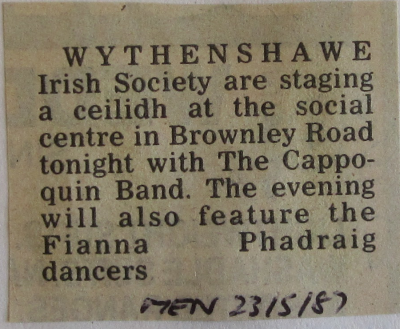 WYTHENSHAWE
Irish Society are staging
a ceilidh at the social
centre in Brownley Road
tonight with The Cappo-
quin Band. The evening
will also feature the
Fianna Phadraig
dancers
MEN 23/5/87